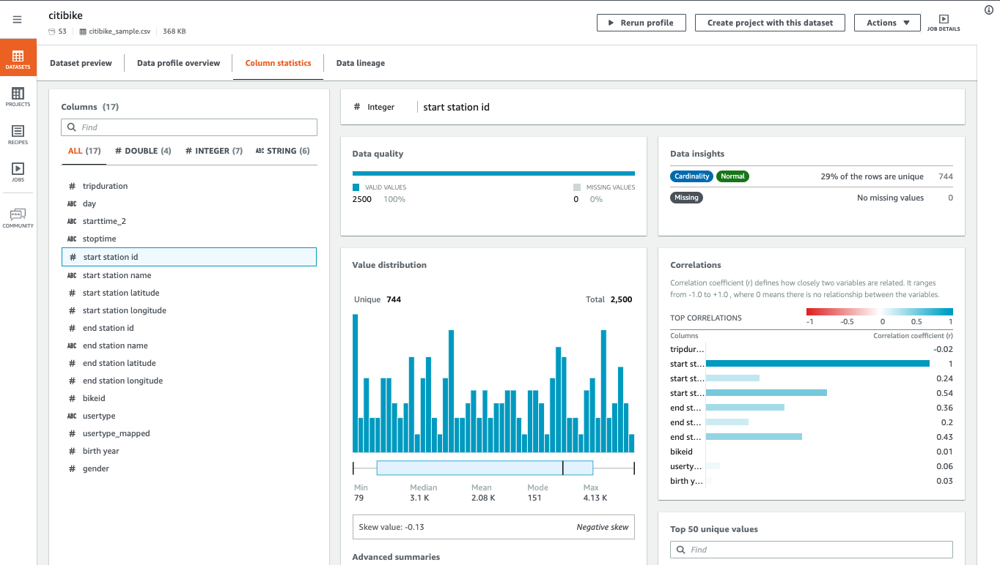 citibike
S3 citibike_sample.csv 368 KB
Rerun profile
Create project with this dataset
Actions
JOB DETAILS
DATASETS
PROJECTS
RECIPES
JOBS
COMMUNITY
Dataset preview
Data profile overview
Column statistics
Data lineage
Columns (17)
Find
ALL (17) # DOUBLE (4) # INTEGER (7) ABC STRING (6)
# tripduration
ABC day
ABC starttime_2
ABC stoptime
# start station id
ABC start station name
# start station latitude
# start station longitude
# end station id
ABC end station name
# end station latitude
# end station longitude
# bikeid
ABC usertype
# usertype_mapped
# birth year
# gender
# Integer start station id
Data quality
VALID VALUES
2500 100%
MISSING VALUES
0 0%
Data insights
Cardinality Normal 29% of the rows are unique 744
Missing No missing values 0
Value distribution
Unique 744 Total 2,500
Min Median Mean Mode Max
79 3.1 K 2.08 K 151 4.13 K
Skew value: -0.13 Negative skew
Advanced summaries
Correlations
Correlation coefficient (r) defines how closely two variables are related. It ranges
from -1.0 to +1.0 , where 0 means there is no relationship between the variables.
TOP CORRELATIONS
-1 -0.5 0 0.5 1
Columns Correlation coefficient (r)
tripdur... -0.02
start st... 1
start st... 0.24
start st... 0.54
end st... 0.36
end st... 0.2
end st... 0.43
bikeid 0.01
userty... 0.06
birth y... 0.03
Top 50 unique values
Find